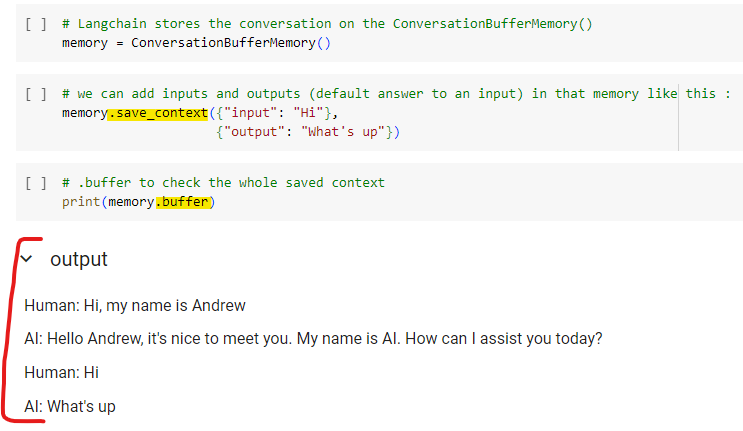 [ ] # Langchain stores the conversation on the ConversationBufferMemory()
memory = ConversationBufferMemory()
[ ] # we can add inputs and outputs (default answer to an input) in that memory like this :
memory.save_context({"input": "Hi"},
{"output": "What's up"})
[ ] # .buffer to check the whole saved context
print(memory.buffer)
output
Human: Hi, my name is Andrew
AI: Hello Andrew, it's nice to meet you. My name is AI. How can I assist you today?
Human: Hi
AI: What's up